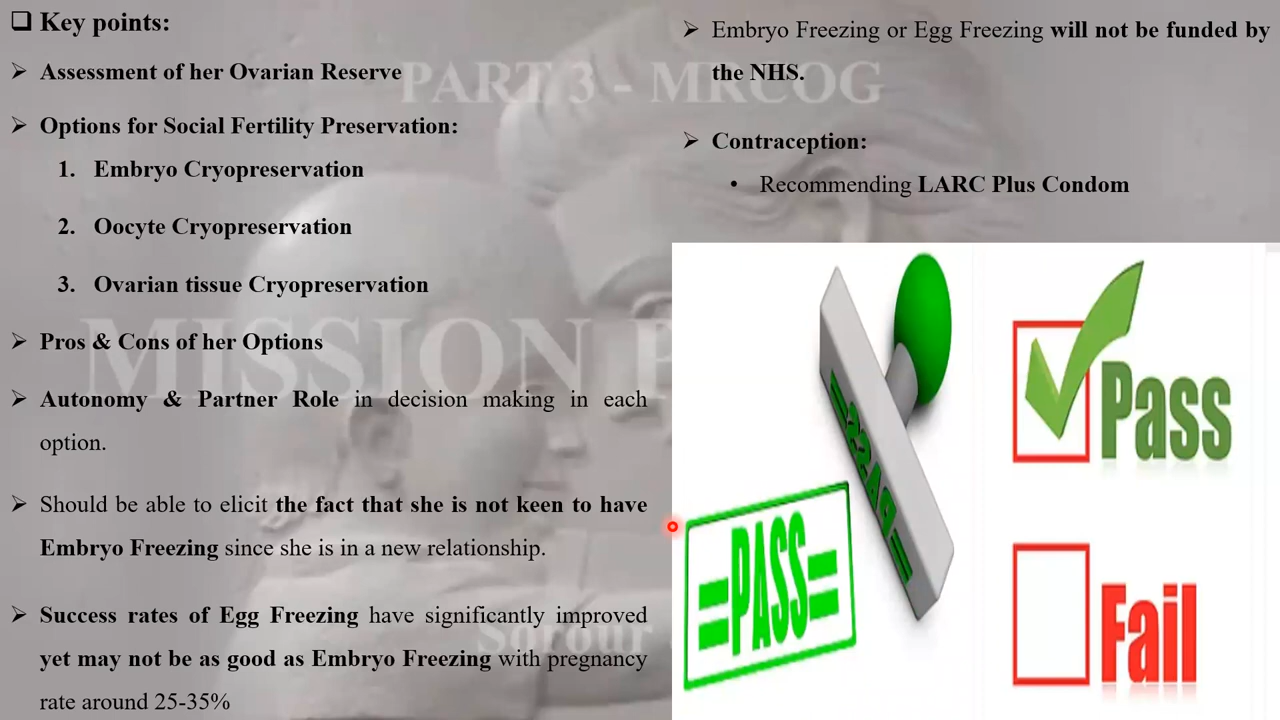 ❑ Key points:
➢ Assessment of her Ovarian Reserve
➢ Options for Social Fertility Preservation:
1. Embryo Cryopreservation
2. Oocyte Cryopreservation
3. Ovarian tissue Cryopreservation
➢ Pros & Cons of her Options
➢ Autonomy & Partner Role in decision making in each
option.
➢ Should be able to elicit the fact that she is not keen to have
Embryo Freezing since she is in a new relationship.
➢ Success rates of Egg Freezing have significantly improved
yet may not be as good as Embryo Freezing with pregnancy
rate around 25-35%
➢ Embryo Freezing or Egg Freezing will not be funded by
the NHS.
➢ Contraception:
• Recommending LARC Plus Condom
PART 3 - MRCOG
MISSION P
Sorour
=PASS=
=PASS=
Pass
Fail